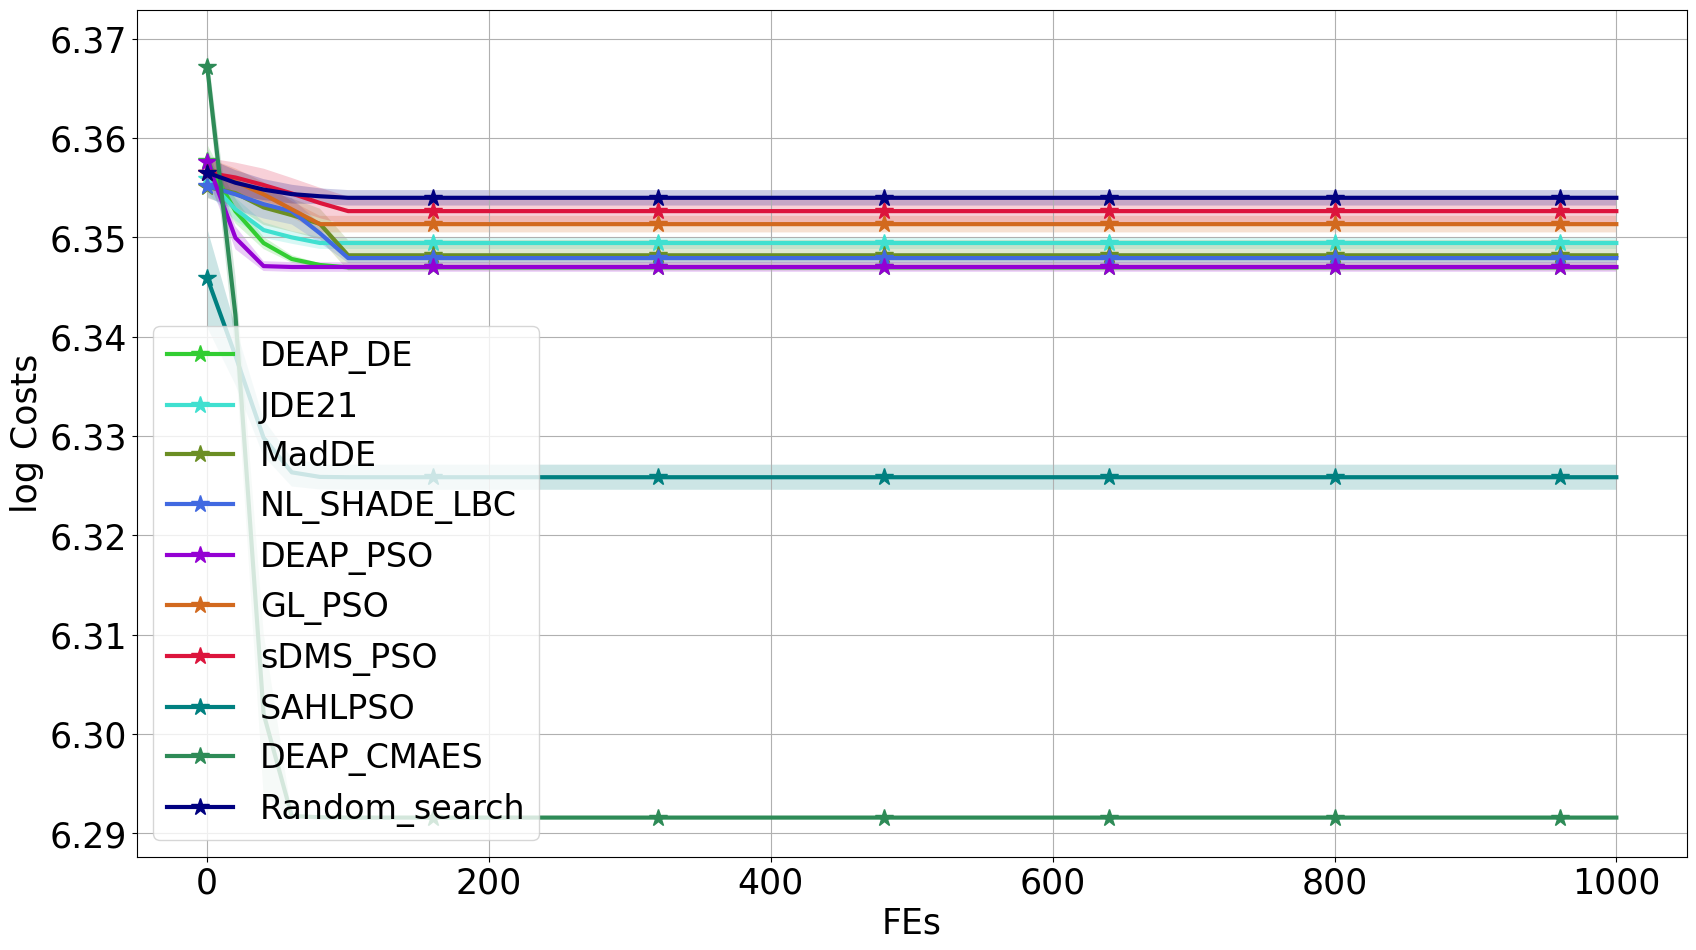 6.37
6.36
6.35
6.34
6.33
6.32
6.31
6.30
6.29
log Costs
DEAP_DE
JDE21
MadDE
NL_SHADE_LBC
DEAP_PSO
GL_PSO
sDMS_PSO
SAHLPSO
DEAP_CMAES
Random_search
0 200 400 600 800 1000
FEs